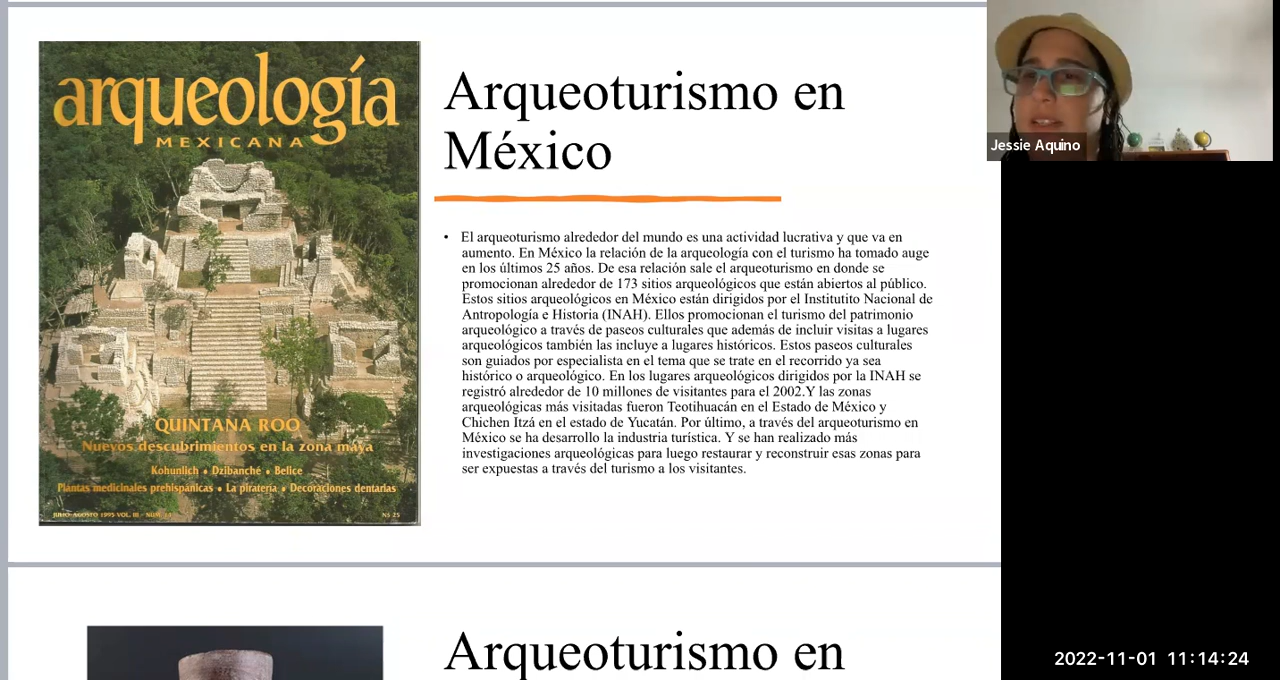 arqueología
MEXICANA
QUINTANA ROO
Nuevos descubrimientos en la zona maya
Kohunlich • Dzibanché • Belice
Plantas medicinales prehispánicas • La piratería • Decoraciones dentarias
JULIO-AGOSTO 1995 VOL. III - NÚM. 14
N$ 25
Arqueoturismo en
México
• El arqueoturismo alrededor del mundo es una actividad lucrativa y que va en
aumento. En México la relación de la arqueología con el turismo ha tomado auge
en los últimos 25 años. De esa relación sale el arqueoturismo en donde se
promocionan alrededor de 173 sitios arqueológicos que están abiertos al público.
Estos sitios arqueológicos en México están dirigidos por el Institutito Nacional de
Antropología e Historia (INAH). Ellos promocionan el turismo del patrimonio
arqueológico a través de paseos culturales que además de incluir visitas a lugares
arqueológicos también las incluye a lugares históricos. Estos paseos culturales
son guiados por especialista en el tema que se trate en el recorrido ya sea
histórico o arqueológico. En los lugares arqueológicos dirigidos por la INAH se
registró alrededor de 10 millones de visitantes para el 2002.Y las zonas
arqueológicas más visitadas fueron Teotihuacán en el Estado de México y
Chichen Itzá en el estado de Yucatán. Por último, a través del arqueoturismo en
México se ha desarrollo la industria turística. Y se han realizado más
investigaciones arqueológicas para luego restaurar y reconstruir esas zonas para
ser expuestas a través del turismo a los visitantes.
Arqueoturismo en
Jessie Aquino
2022-11-01 11:14:24